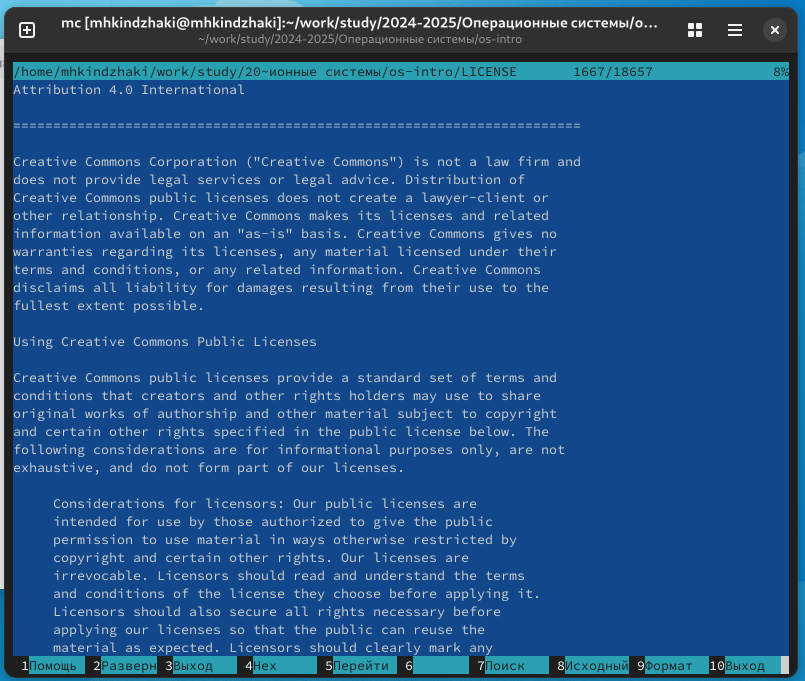 mc [mhkindzhaki@mhkindzhaki]:~/work/study/2024-2025/Операционные системы/о…
~/work/study/2024-2025/Операционные системы/os-intro
/home/mhkindzhaki/work/study/20~ионные системы/os-intro/LICENSE 1667/18657 8%
Attribution 4.0 International
=======================================================================
Creative Commons Corporation ("Creative Commons") is not a law firm and
does not provide legal services or legal advice. Distribution of
Creative Commons public licenses does not create a lawyer-client or
other relationship. Creative Commons makes its licenses and related
information available on an "as-is" basis. Creative Commons gives no
warranties regarding its licenses, any material licensed under their
terms and conditions, or any related information. Creative Commons
disclaims all liability for damages resulting from their use to the
fullest extent possible.
Using Creative Commons Public Licenses
Creative Commons public licenses provide a standard set of terms and
conditions that creators and other rights holders may use to share
original works of authorship and other material subject to copyright
and certain other rights specified in the public license below. The
following considerations are for informational purposes only, are not
exhaustive, and do not form part of our licenses.
Considerations for licensors: Our public licenses are
intended for use by those authorized to give the public
permission to use material in ways otherwise restricted by
copyright and certain other rights. Our licenses are
irrevocable. Licensors should read and understand the terms
and conditions of the license they choose before applying it.
Licensors should also secure all rights necessary before
applying our licenses so that the public can reuse the
material as expected. Licensors should clearly mark any
1Помощь 2Разверн 3Выход 4Hex 5Перейти 6 7Поиск 8Исходный 9Формат 10Выход